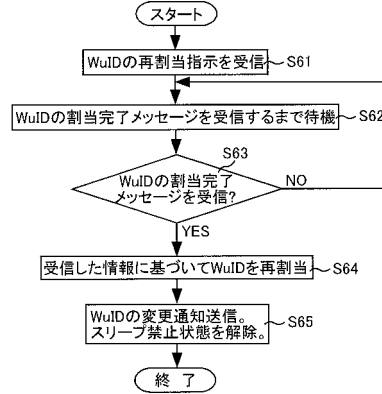 スタート
WuIDの再割当指示を受信 S61
WuIDの割当完了メッセージを受信するまで待機 S62
S63
WuIDの割当完了
メッセージを受信?
NO
YES
受信した情報に基づいてWuIDを再割当 S64
WuIDの変更通知送信。
スリープ禁止状態を解除。 S65
終了